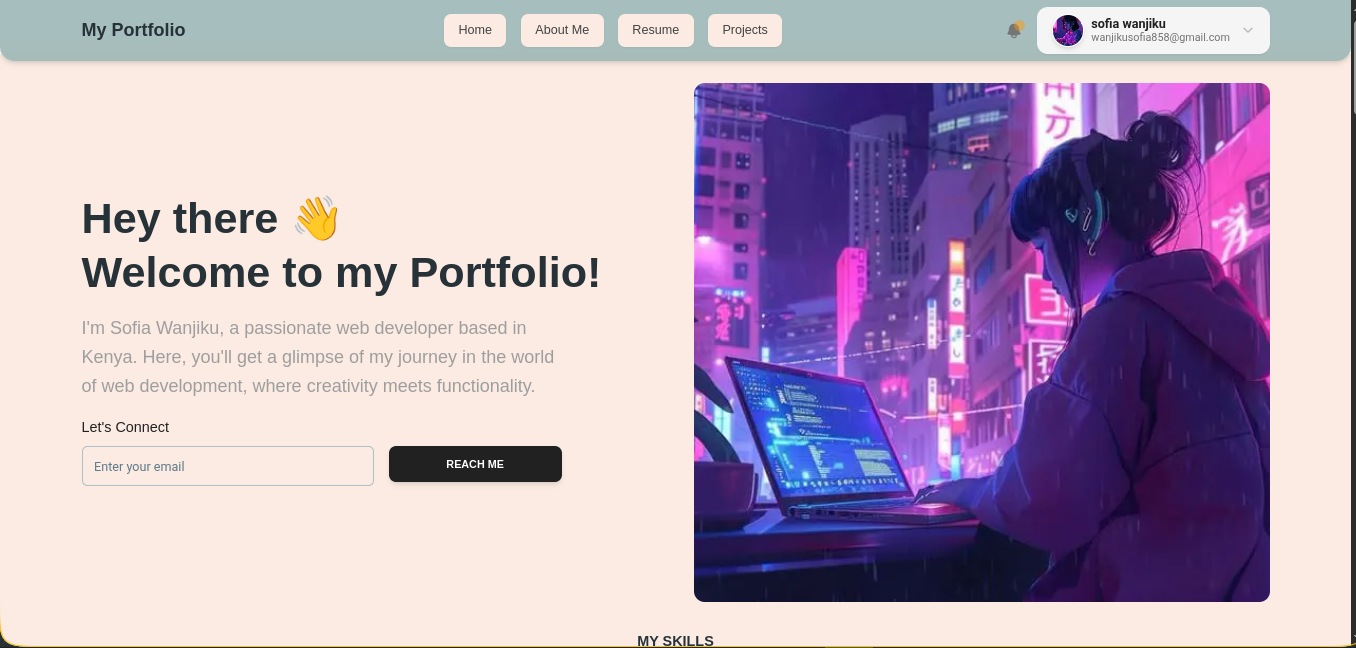 My Portfolio
Home
About Me
Resume
Projects
sofia wanjiku
wanjikusofia858@gmail.com
Hey there 👋
Welcome to my Portfolio!
I'm Sofia Wanjiku, a passionate web developer based in
Kenya. Here, you'll get a glimpse of my journey in the world
of web development, where creativity meets functionality.
Let's Connect
Enter your email
REACH ME
MY SKILLS